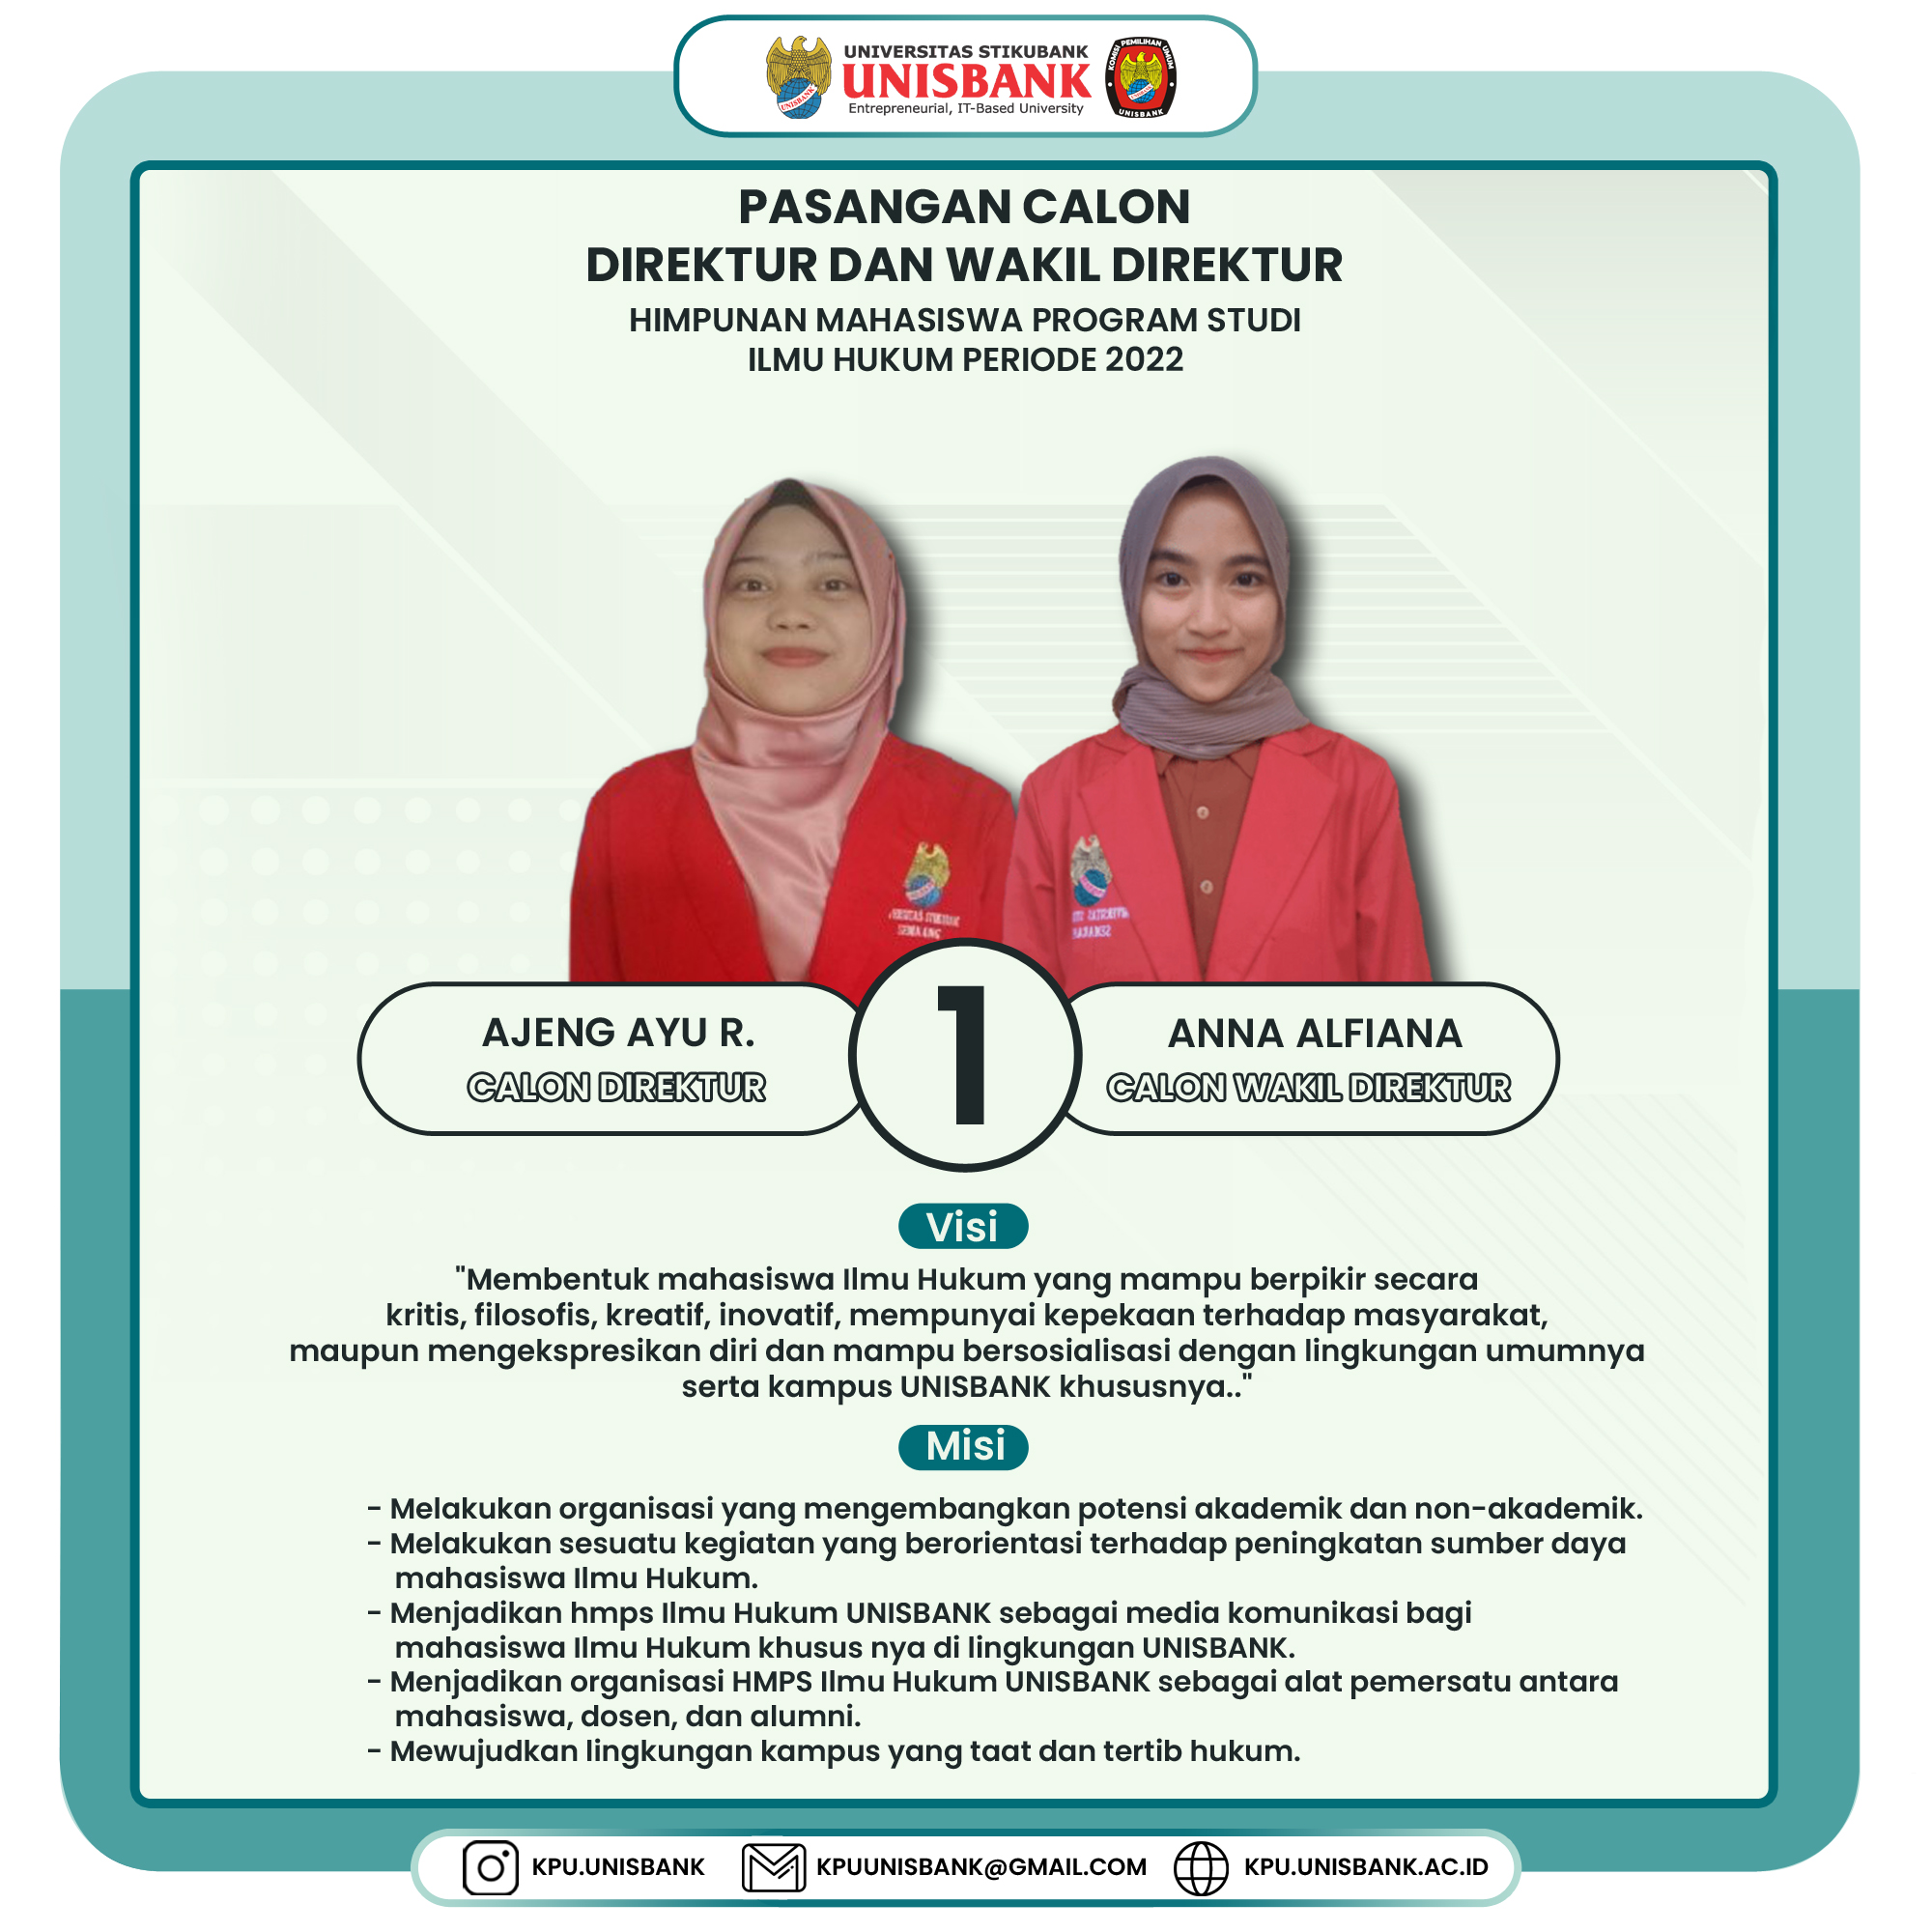 UNIVERSITAS STIKUBANK
UNISBANK
Entrepreneurial, IT-Based University
UNISBANK
KOMISI PEMILIHAN UMUM
UNISBANK
PASANGAN CALON
DIREKTUR DAN WAKIL DIREKTUR
HIMPUNAN MAHASISWA PROGRAM STUDI
ILMU HUKUM PERIODE 2022
1
AJENG AYU R.
CALON DIREKTUR
ANNA ALFIANA
CALON WAKIL DIREKTUR
Visi
"Membentuk mahasiswa Ilmu Hukum yang mampu berpikir secara
kritis, filosofis, kreatif, inovatif, mempunyai kepekaan terhadap masyarakat,
maupun mengekspresikan diri dan mampu bersosialisasi dengan lingkungan umumnya
serta kampus UNISBANK khususnya.."
Misi
- Melakukan organisasi yang mengembangkan potensi akademik dan non-akademik.
- Melakukan sesuatu kegiatan yang berorientasi terhadap peningkatan sumber daya
mahasiswa Ilmu Hukum.
- Menjadikan hmps Ilmu Hukum UNISBANK sebagai media komunikasi bagi
mahasiswa Ilmu Hukum khusus nya di lingkungan UNISBANK.
- Menjadikan organisasi HMPS Ilmu Hukum UNISBANK sebagai alat pemersatu antara
mahasiswa, dosen, dan alumni.
- Mewujudkan lingkungan kampus yang taat dan tertib hukum.
KPU.UNISBANK
KPUUNISBANK@GMAIL.COM
KPU.UNISBANK.AC.ID